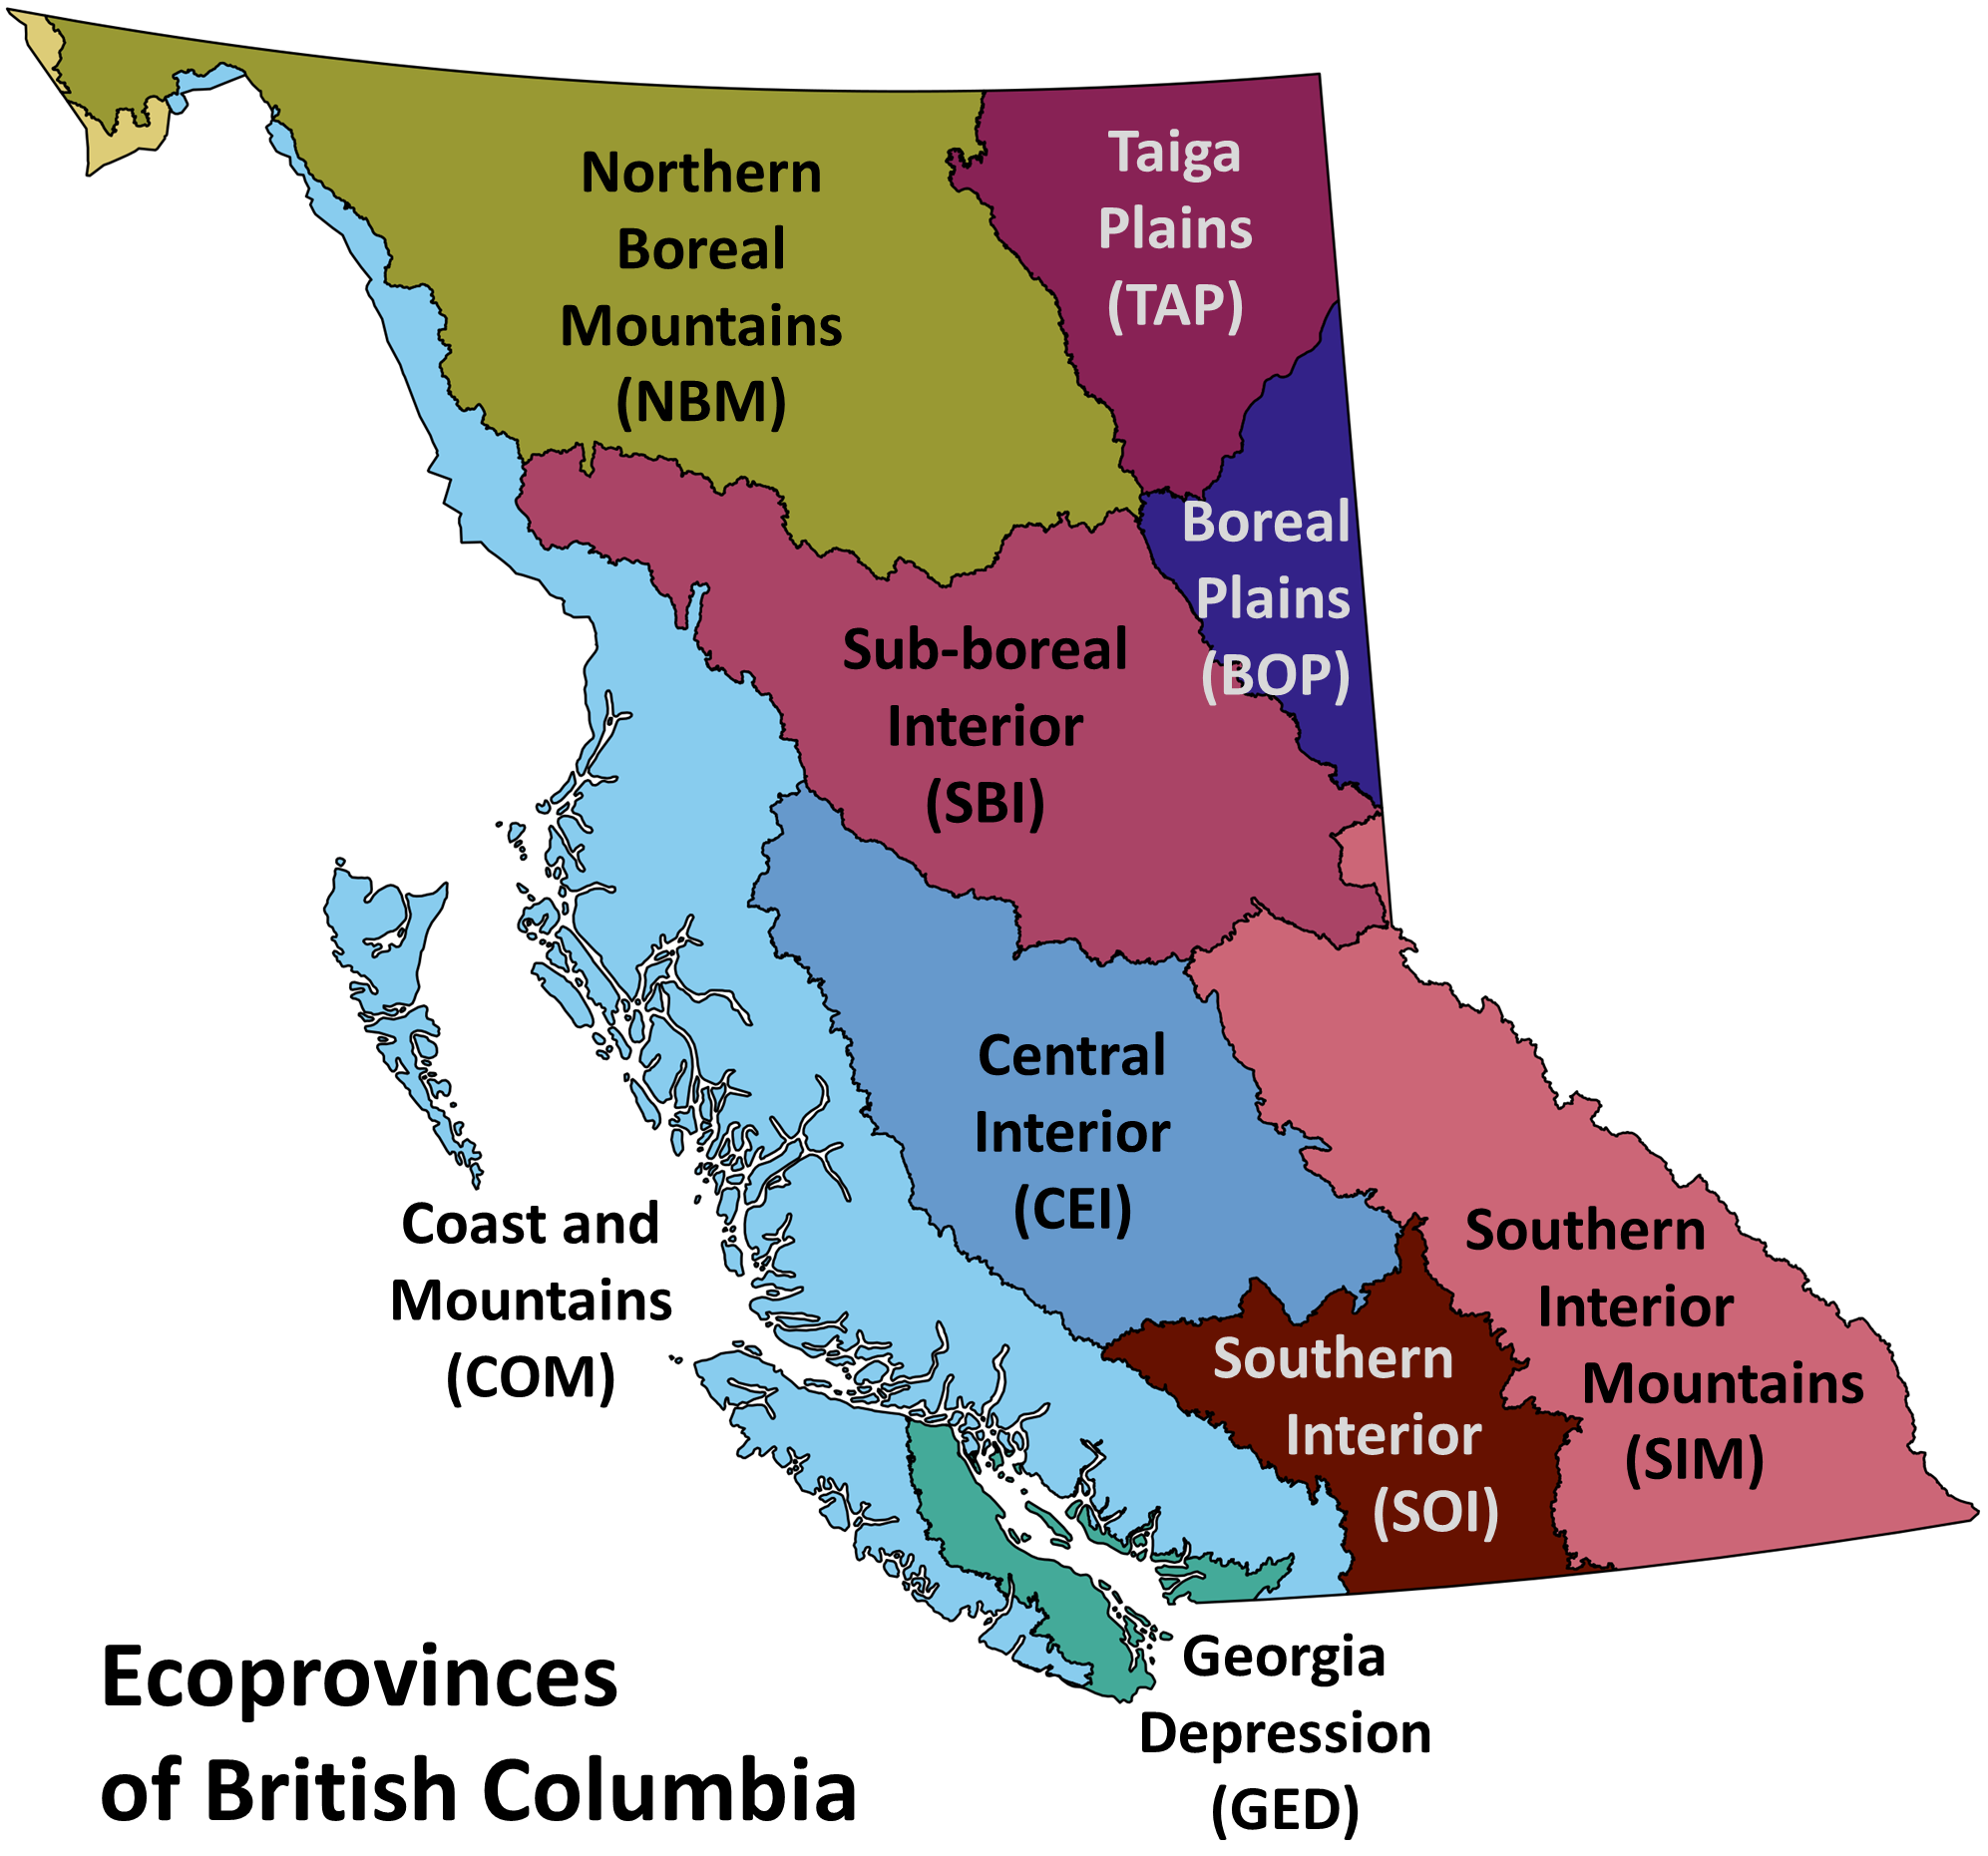 Northern
Boreal
Mountains
(NBM)
Taiga
Plains
(TAP)
Boreal
Plains
(BOP)
Sub-boreal
Interior
(SBI)
Central
Interior
(CEI)
Coast and
Mountains
(COM)
Southern
Interior
Mountains
(SIM)
Southern
Interior
(SOI)
Georgia
Depression
(GED)
Ecoprovinces
of British Columbia